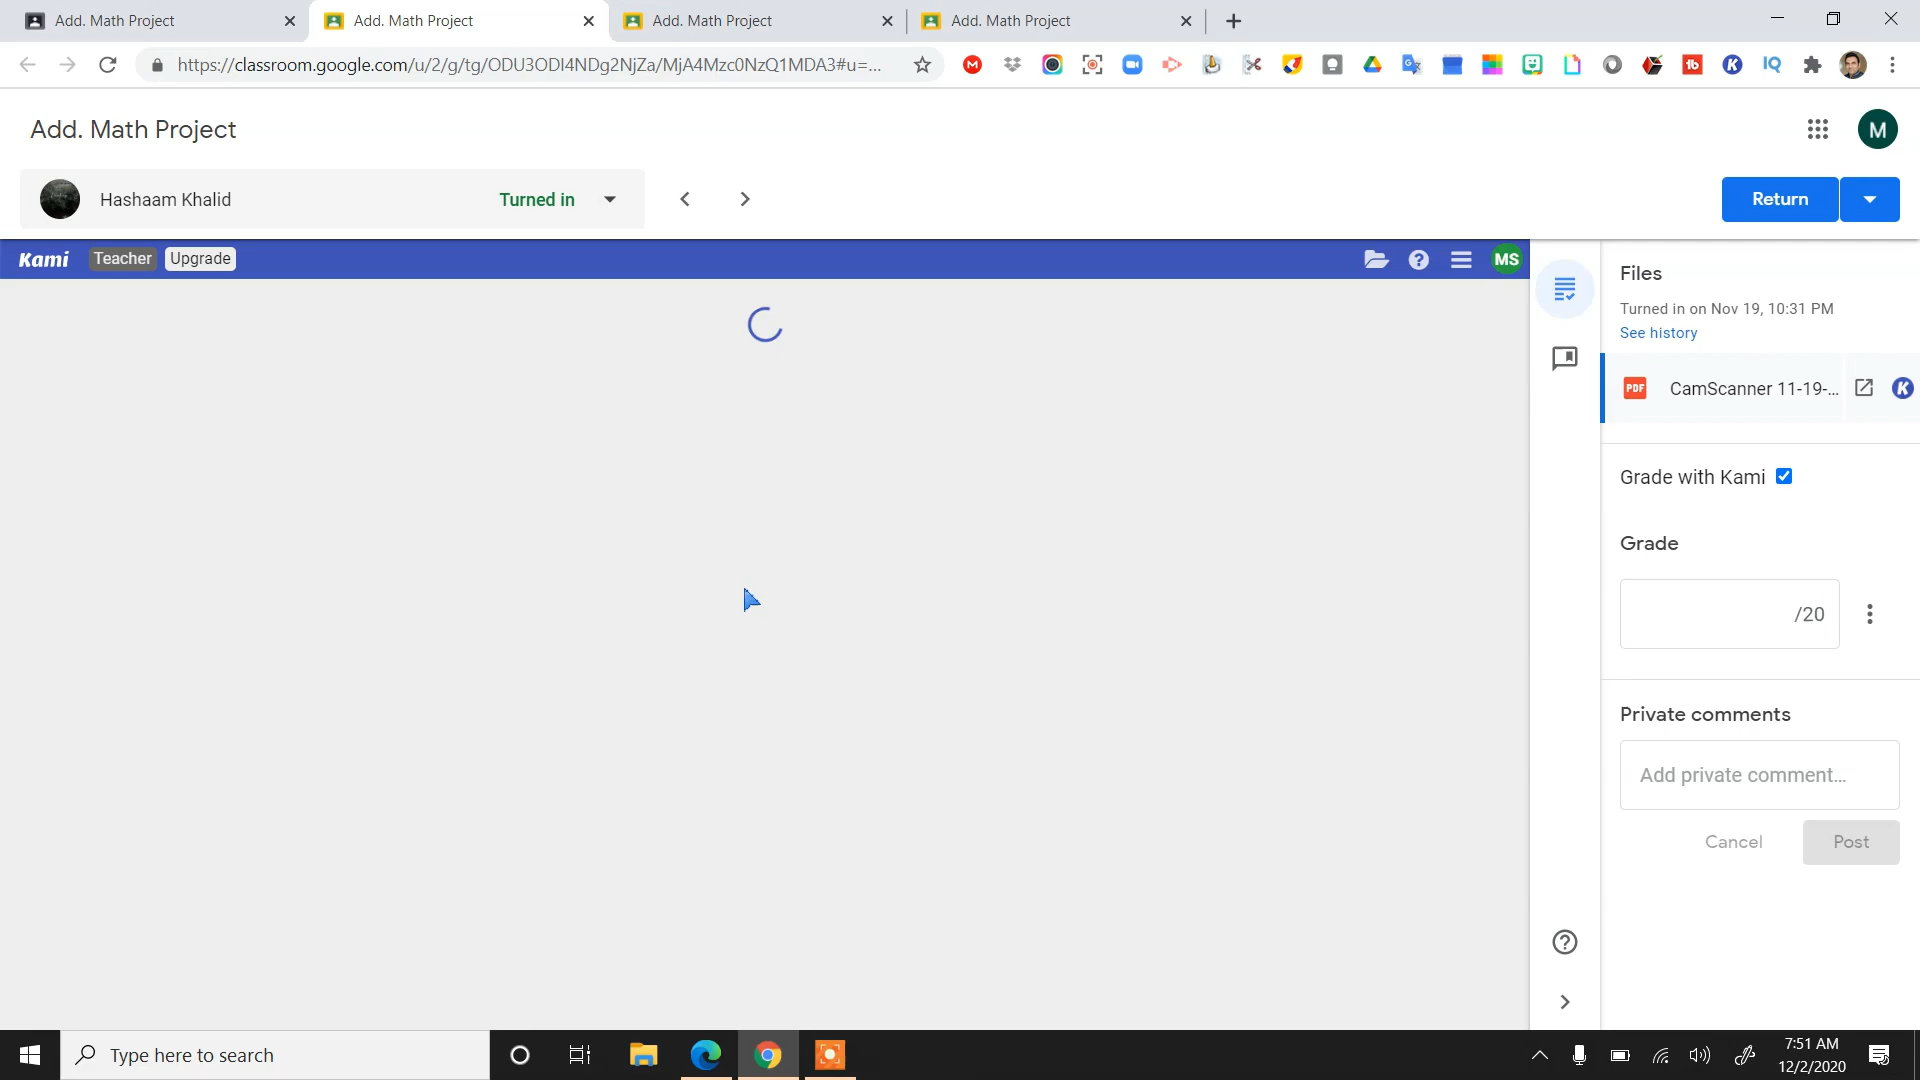 Add. Math Project
Add. Math Project
Add. Math Project
Add. Math Project
https://classroom.google.com/u/2/g/tg/ODU3ODI4NDg2NjZa/MjA4Mzc0NzQ1MDA3#u=...
Add. Math Project
M
Hashaam Khalid
Turned in
Return
Kami
Teacher
Upgrade
MS
Files
Turned in on Nov 19, 10:31 PM
See history
PDF
CamScanner 11-19-...
K
Grade with Kami
Grade
/20
Private comments
Add private comment...
Cancel
Post
Type here to search
7:51 AM
12/2/2020